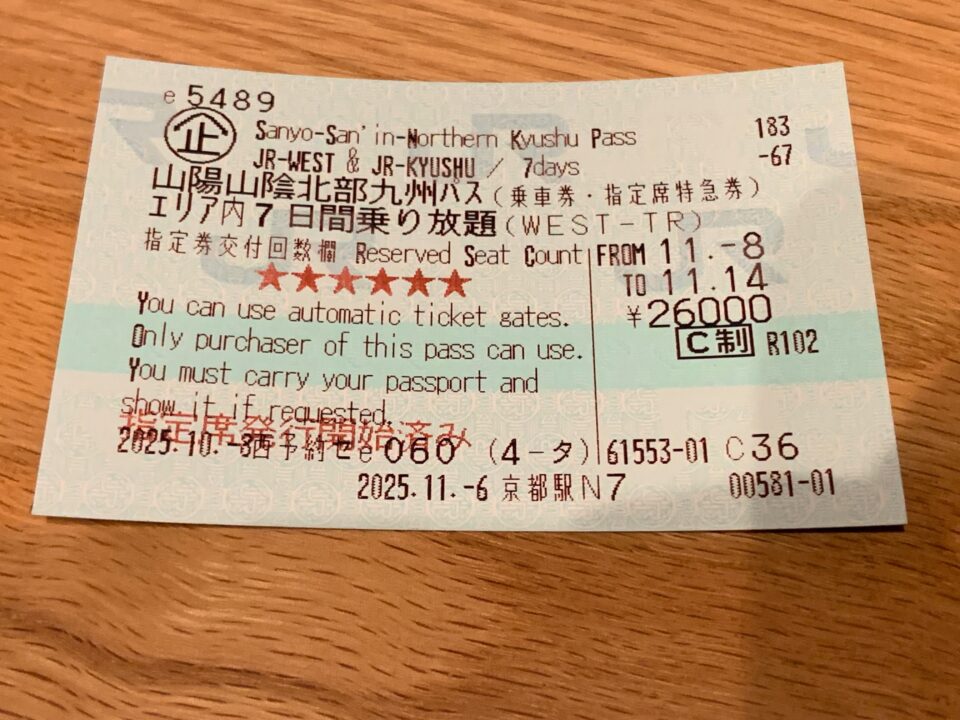 e5489
企 Sanyo-San'in-Northern Kyushu Pass 183
JR-WEST & JR-KYUSHU / 7days -67
山陽山陰北部九州パス(乗車券・指定席特急券)
エリア内7日間乗り放題(WEST-TR)
指定券交付回数欄 Reserved Seat Count FROM 11.-8
★★★★★★ TO 11.14
You can use automatic ticket gates. ¥26000
Only purchaser of this pass can use. C制 R102
You must carry your passport and
show it if requested.
指定席発行開始済み
2025.10.-8西予約セe060 (4-タ) 61553-01 C36
2025.11.-6 京都駅N7 00581-01